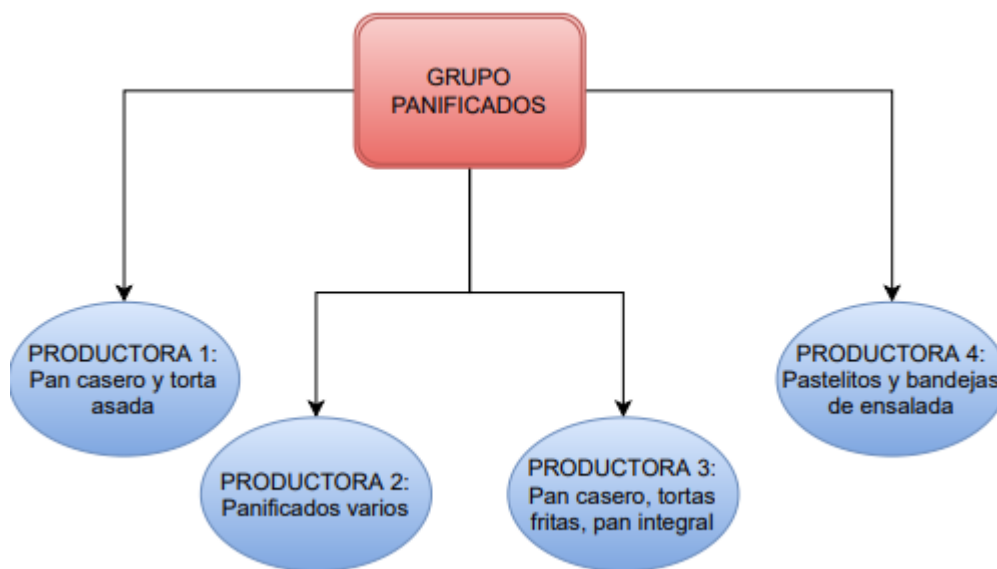 GRUPO
PANIFICADOS
PRODUCTORA 1:
Pan casero y torta
asada
PRODUCTORA 2:
Panificados varios
PRODUCTORA 3:
Pan casero, tortas
fritas, pan integral
PRODUCTORA 4:
Pastelitos y bandejas
de ensalada